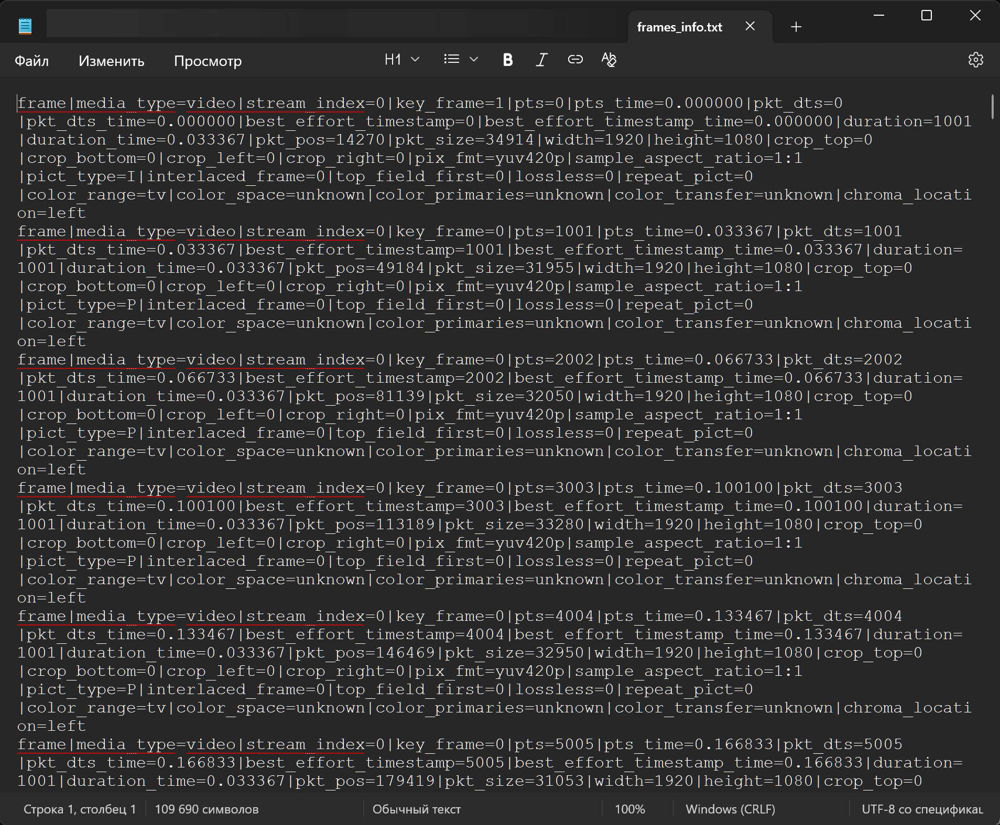 frames_info.txt
Файл Изменить Просмотр H1 B I
frame|media_type=video|stream_index=0|key_frame=1|pts=0|pts_time=0.000000|pkt_dts=0
|pkt_dts_time=0.000000|best_effort_timestamp=0|best_effort_timestamp_time=0.000000|duration=1001
|duration_time=0.033367|pkt_pos=14270|pkt_size=34914|width=1920|height=1080|crop_top=0
|crop_bottom=0|crop_left=0|crop_right=0|pix_fmt=yuv420p|sample_aspect_ratio=1:1
|pict_type=I|interlaced_frame=0|top_field_first=0|lossless=0|repeat_pict=0
|color_range=tv|color_space=unknown|color_primaries=unknown|color_transfer=unknown|chroma_locati
on=left
frame|media_type=video|stream_index=0|key_frame=0|pts=1001|pts_time=0.033367|pkt_dts=1001
|pkt_dts_time=0.033367|best_effort_timestamp=1001|best_effort_timestamp_time=0.033367|duration=
1001|duration_time=0.033367|pkt_pos=49184|pkt_size=31955|width=1920|height=1080|crop_top=0
|crop_bottom=0|crop_left=0|crop_right=0|pix_fmt=yuv420p|sample_aspect_ratio=1:1
|pict_type=P|interlaced_frame=0|top_field_first=0|lossless=0|repeat_pict=0
|color_range=tv|color_space=unknown|color_primaries=unknown|color_transfer=unknown|chroma_locati
on=left
frame|media_type=video|stream_index=0|key_frame=0|pts=2002|pts_time=0.066733|pkt_dts=2002
|pkt_dts_time=0.066733|best_effort_timestamp=2002|best_effort_timestamp_time=0.066733|duration=
1001|duration_time=0.033367|pkt_pos=81139|pkt_size=32050|width=1920|height=1080|crop_top=0
|crop_bottom=0|crop_left=0|crop_right=0|pix_fmt=yuv420p|sample_aspect_ratio=1:1
|pict_type=P|interlaced_frame=0|top_field_first=0|lossless=0|repeat_pict=0
|color_range=tv|color_space=unknown|color_primaries=unknown|color_transfer=unknown|chroma_locati
on=left
frame|media_type=video|stream_index=0|key_frame=0|pts=3003|pts_time=0.100100|pkt_dts=3003
|pkt_dts_time=0.100100|best_effort_timestamp=3003|best_effort_timestamp_time=0.100100|duration=
1001|duration_time=0.033367|pkt_pos=113189|pkt_size=33280|width=1920|height=1080|crop_top=0
|crop_bottom=0|crop_left=0|crop_right=0|pix_fmt=yuv420p|sample_aspect_ratio=1:1
|pict_type=P|interlaced_frame=0|top_field_first=0|lossless=0|repeat_pict=0
|color_range=tv|color_space=unknown|color_primaries=unknown|color_transfer=unknown|chroma_locati
on=left
frame|media_type=video|stream_index=0|key_frame=0|pts=4004|pts_time=0.133467|pkt_dts=4004
|pkt_dts_time=0.133467|best_effort_timestamp=4004|best_effort_timestamp_time=0.133467|duration=
1001|duration_time=0.033367|pkt_pos=146469|pkt_size=32950|width=1920|height=1080|crop_top=0
|crop_bottom=0|crop_left=0|crop_right=0|pix_fmt=yuv420p|sample_aspect_ratio=1:1
|pict_type=P|interlaced_frame=0|top_field_first=0|lossless=0|repeat_pict=0
|color_range=tv|color_space=unknown|color_primaries=unknown|color_transfer=unknown|chroma_locati
on=left
frame|media_type=video|stream_index=0|key_frame=0|pts=5005|pts_time=0.166833|pkt_dts=5005
|pkt_dts_time=0.166833|best_effort_timestamp=5005|best_effort_timestamp_time=0.166833|duration=
1001|duration_time=0.033367|pkt_pos=179419|pkt_size=31053|width=1920|height=1080|crop_top=0
Строка 1, столбец 1 109 690 символов Обычный текст 100% Windows (CRLF) UTF-8 со специфика